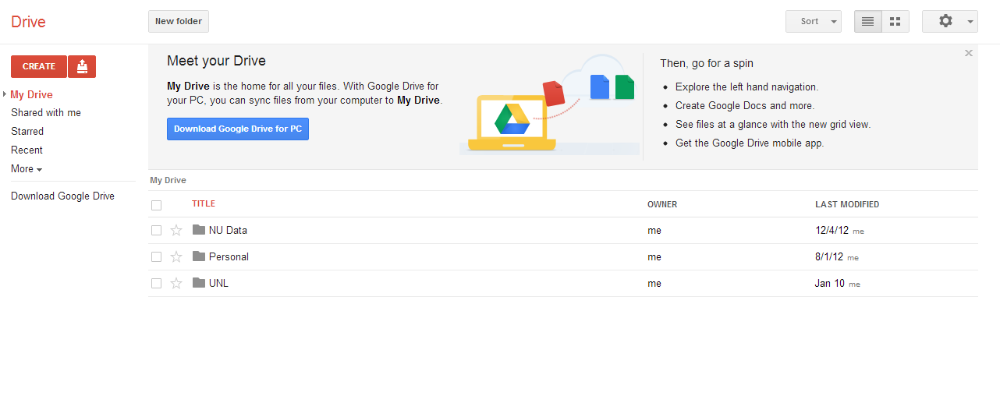 Drive
New folder
Sort
CREATE
My Drive
Shared with me
Starred
Recent
More
Download Google Drive
Meet your Drive
My Drive is the home for all your files. With Google Drive for
your PC, you can sync files from your computer to My Drive.
Download Google Drive for PC
Then, go for a spin
Explore the left hand navigation.
Create Google Docs and more.
See files at a glance with the new grid view.
Get the Google Drive mobile app.
My Drive
TITLE OWNER LAST MODIFIED
NU Data me 12/4/12 me
Personal me 8/1/12 me
UNL me Jan 10 me